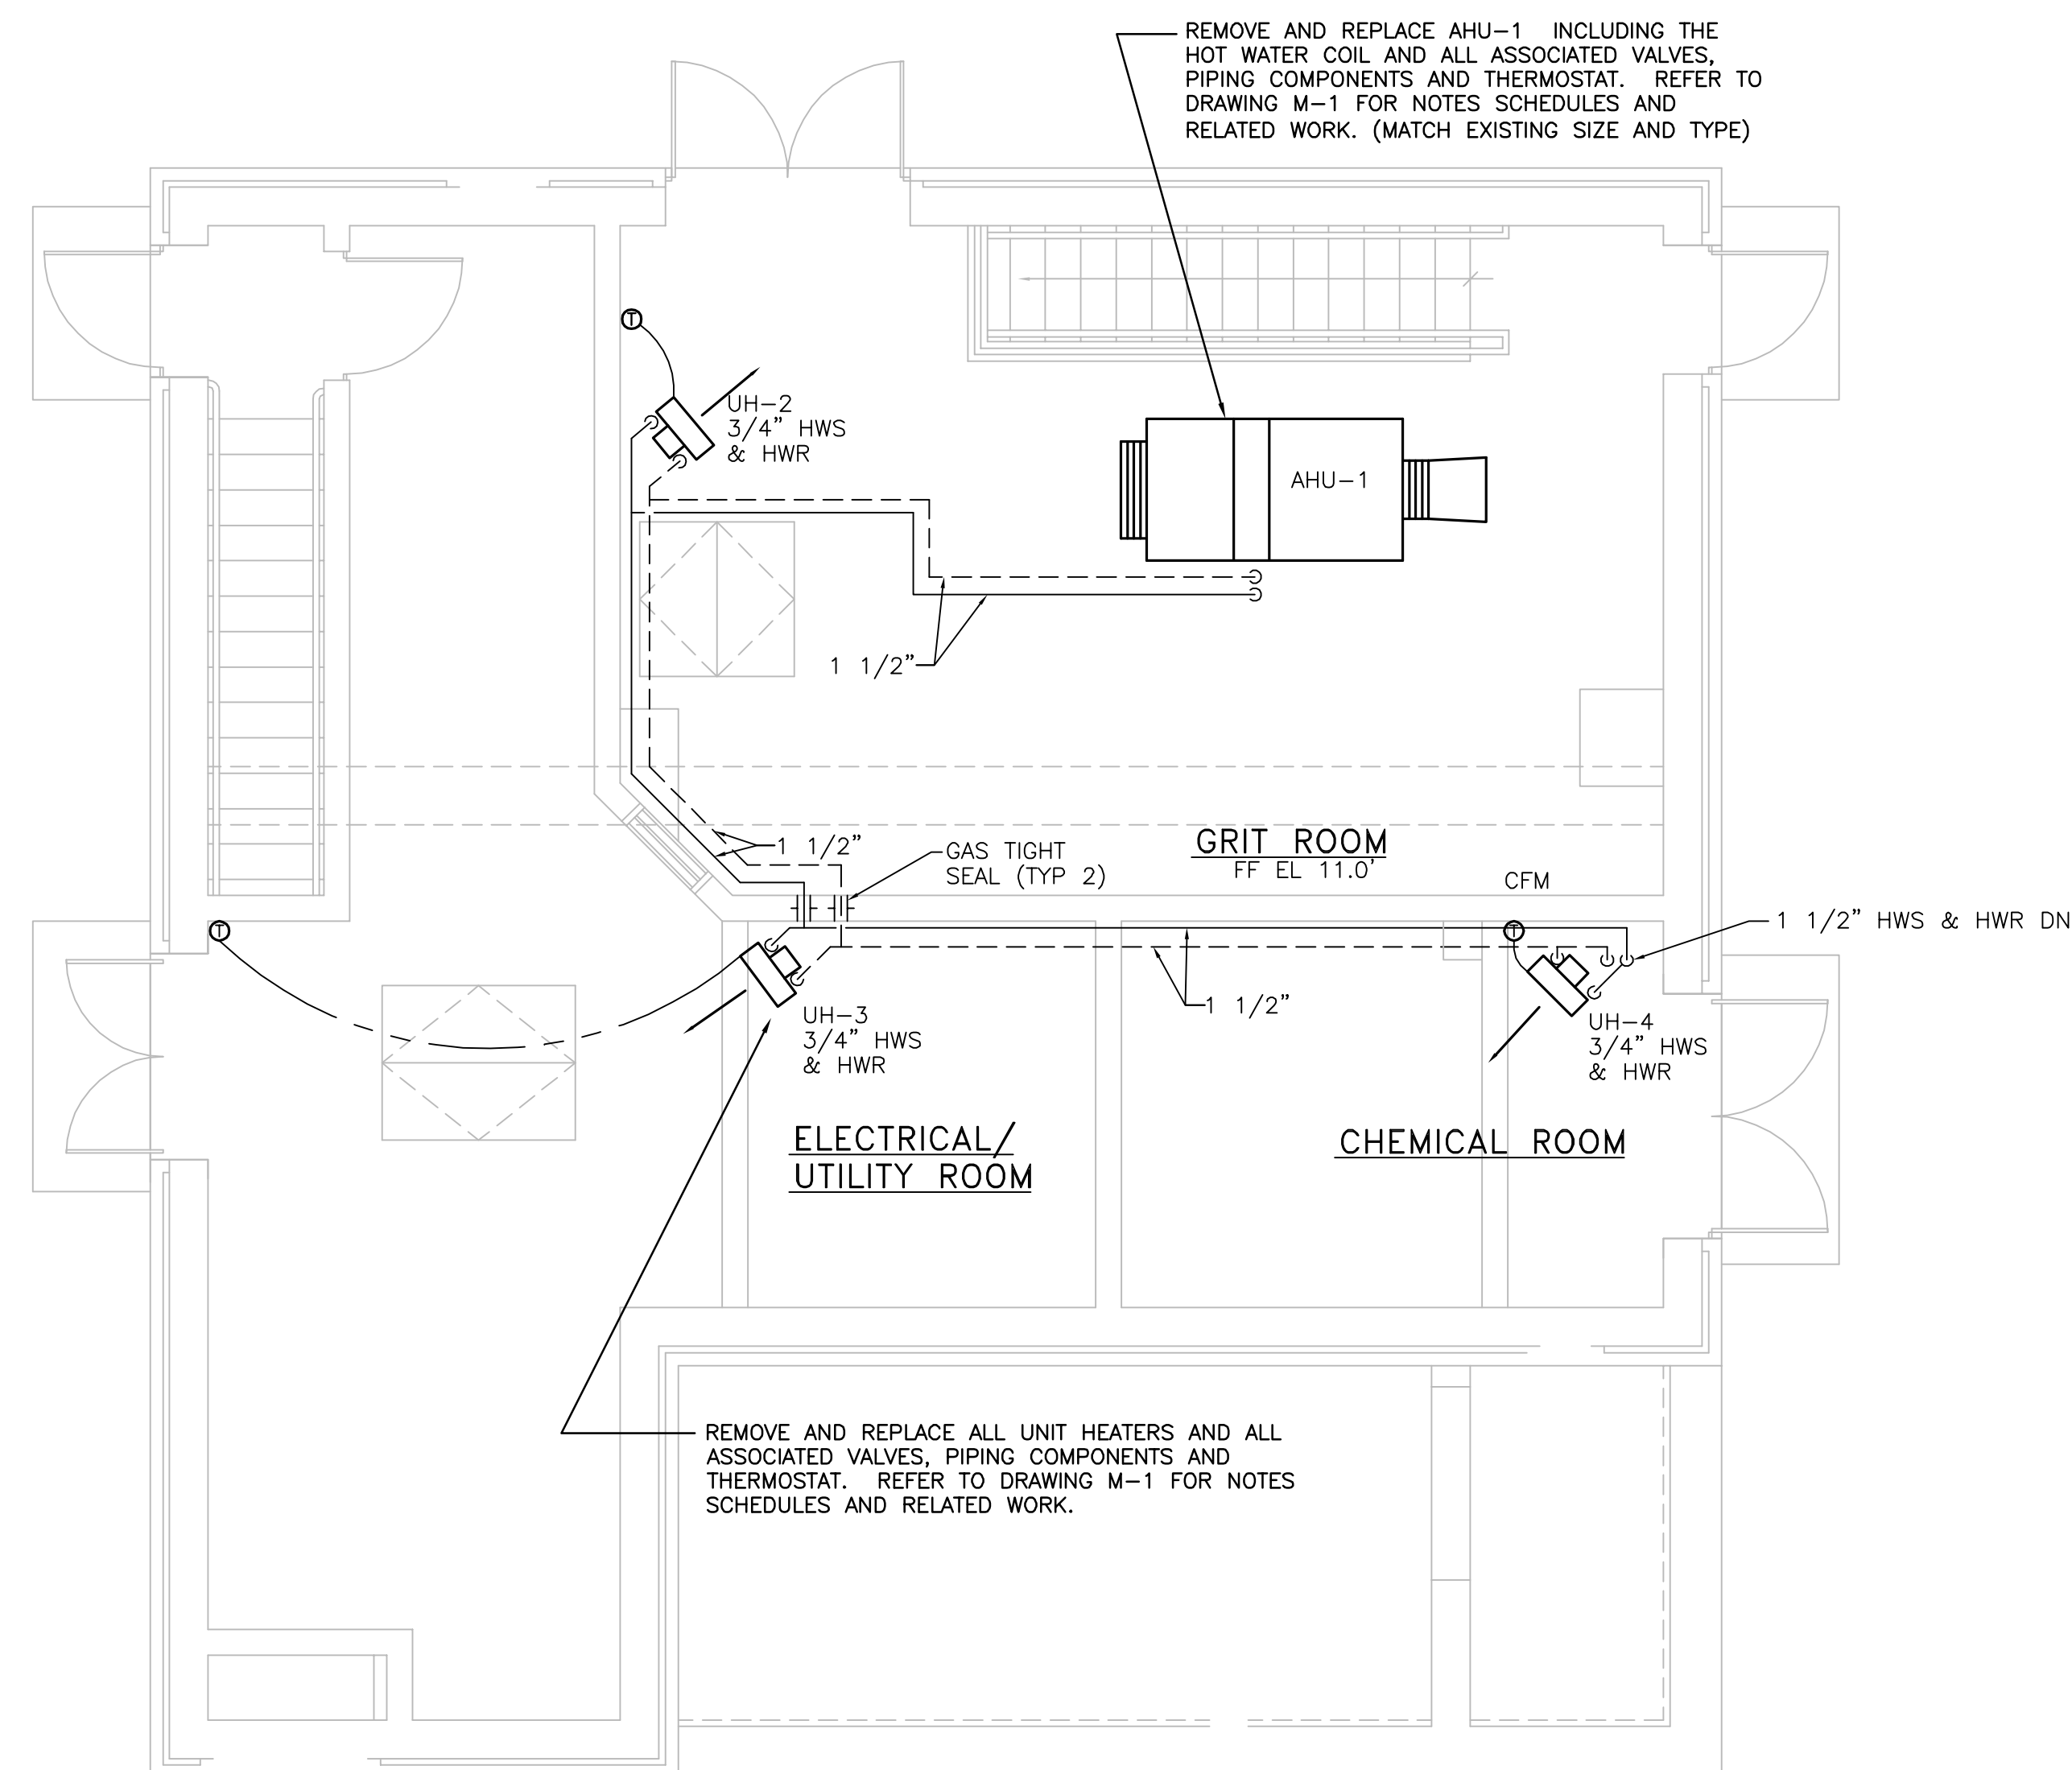 REMOVE AND REPLACE AHU-1 INCLUDING THE
HOT WATER COIL AND ALL ASSOCIATED VALVES,
PIPING COMPONENTS AND THERMOSTAT. REFER TO
DRAWING M-1 FOR NOTES SCHEDULES AND
RELATED WORK. (MATCH EXISTING SIZE AND TYPE)
T
UH-2
3/4" HWS
& HWR
AHU-1
1 1/2"
1 1/2"
GAS TIGHT
SEAL (TYP 2)
GRIT ROOM
FF EL 11.0'
CFM
T
T
1 1/2" HWS & HWR DN
1 1/2"
UH-3
3/4" HWS
& HWR
UH-4
3/4" HWS
& HWR
ELECTRICAL/
UTILITY ROOM
CHEMICAL ROOM
REMOVE AND REPLACE ALL UNIT HEATERS AND ALL
ASSOCIATED VALVES, PIPING COMPONENTS AND
THERMOSTAT. REFER TO DRAWING M-1 FOR NOTES
SCHEDULES AND RELATED WORK.